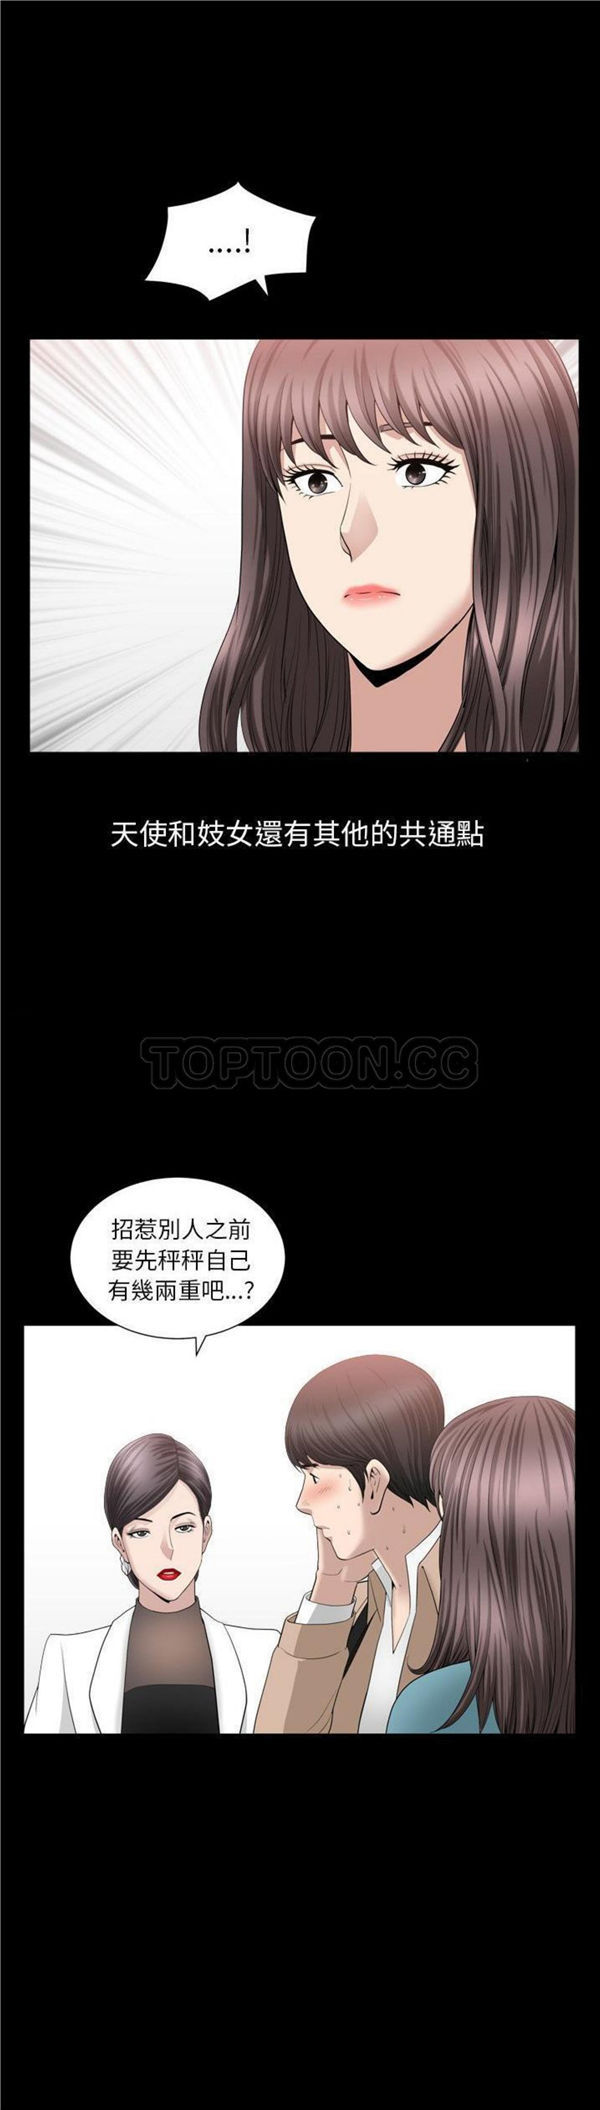 ....!
天使和妓女還有其他的共通點
TOPTOON.CC
招惹別人之前
要先秤秤自己
有幾兩重吧...?